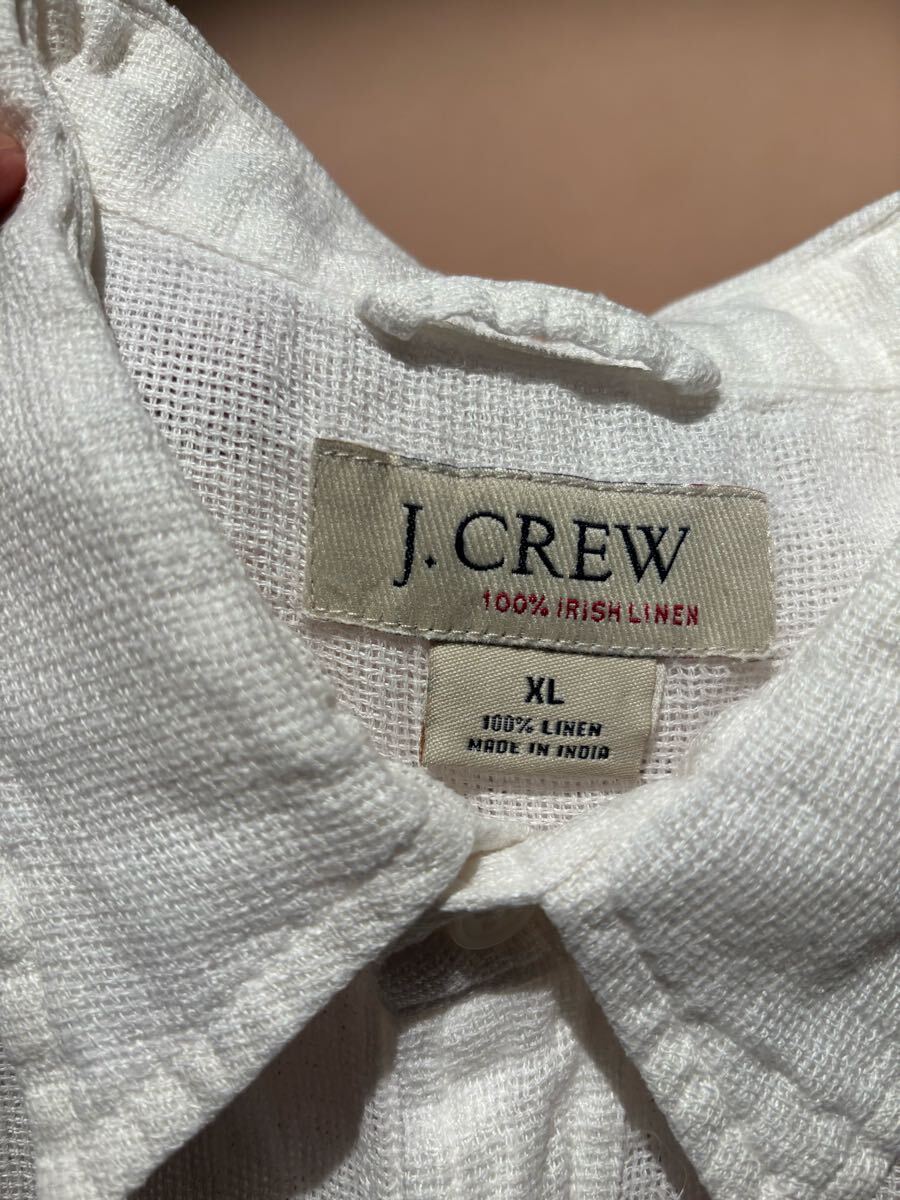 J. CREW
100% IRISH LINEN
XL
100% LINEN
MADE IN INDIA